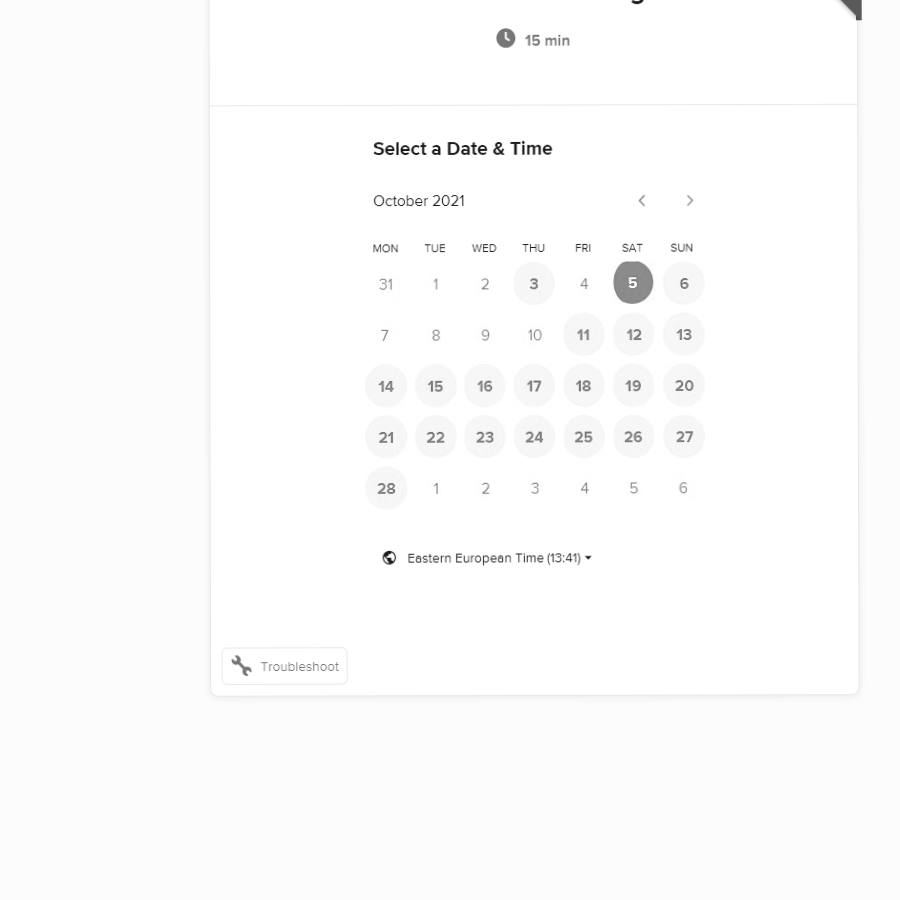 15 min
Select a Date & Time
October 2021
MON TUE WED THU FRI SAT SUN
31 1 2 3 4 5 6
7 8 9 10 11 12 13
14 15 16 17 18 19 20
21 22 23 24 25 26 27
28 1 2 3 4 5 6
Eastern European Time (13:41)
Troubleshoot